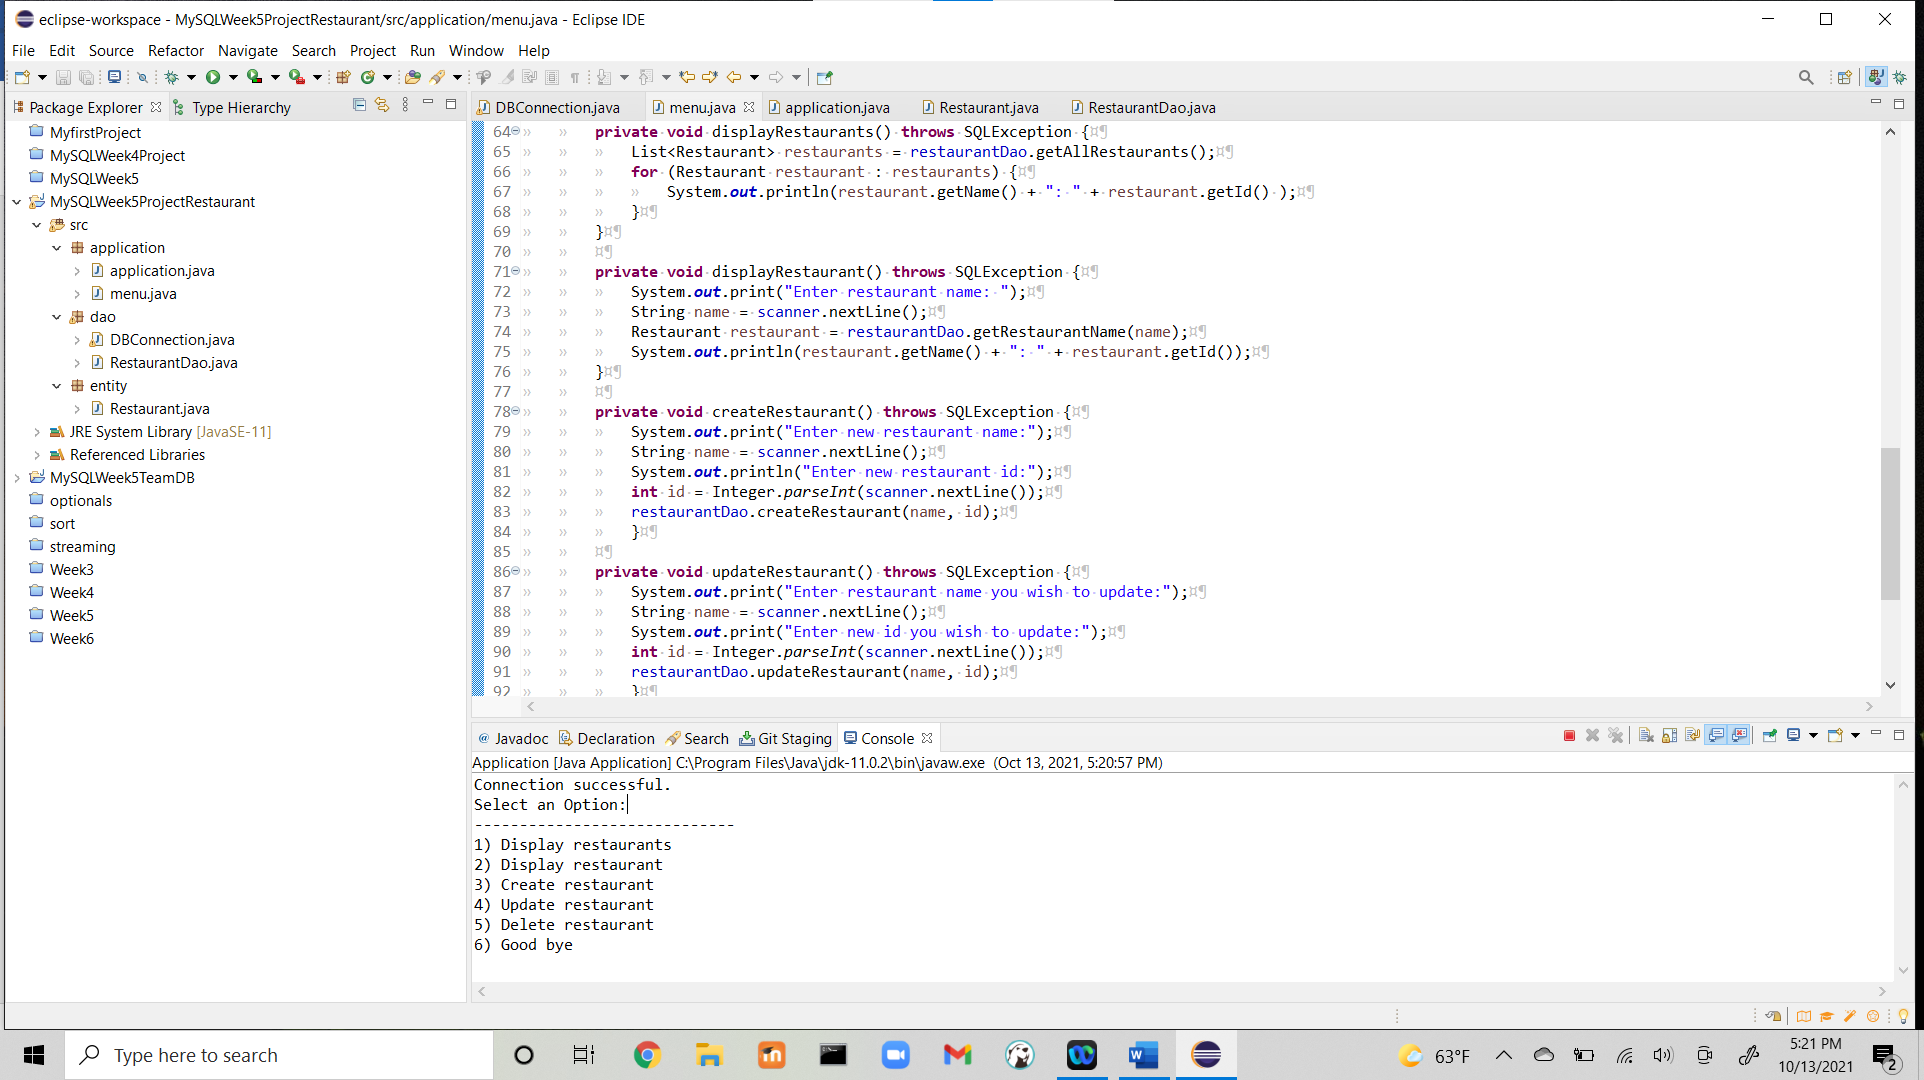 eclipse-workspace - MySQLWeek5ProjectRestaurant/src/application/menu.java - Eclipse IDE
File Edit Source Refactor Navigate Search Project Run Window Help
Package Explorer Type Hierarchy
MyfirstProject
MySQLWeek4Project
MySQLWeek5
MySQLWeek5ProjectRestaurant
src
application
application.java
menu.java
dao
DBConnection.java
RestaurantDao.java
entity
Restaurant.java
JRE System Library [JavaSE-11]
Referenced Libraries
MySQLWeek5TeamDB
optionals
sort
streaming
Week3
Week4
Week5
Week6
DBConnection.java menu.java application.java Restaurant.java RestaurantDao.java
64 private void displayRestaurants() throws SQLException {
65 List<Restaurant> restaurants = restaurantDao.getAllRestaurants();
66 for (Restaurant restaurant : restaurants) {
67 System.out.println(restaurant.getName() + ": " + restaurant.getId() );
68 }
69 }
70
71 private void displayRestaurant() throws SQLException {
72 System.out.print("Enter restaurant name: ");
73 String name = scanner.nextLine();
74 Restaurant restaurant = restaurantDao.getRestaurantName(name);
75 System.out.println(restaurant.getName() + ": " + restaurant.getId());
76 }
77
78 private void createRestaurant() throws SQLException {
79 System.out.print("Enter new restaurant name:");
80 String name = scanner.nextLine();
81 System.out.println("Enter new restaurant id:");
82 int id = Integer.parseInt(scanner.nextLine());
83 restaurantDao.createRestaurant(name, id);
84 }
85
86 private void updateRestaurant() throws SQLException {
87 System.out.print("Enter restaurant name you wish to update:");
88 String name = scanner.nextLine();
89 System.out.print("Enter new id you wish to update:");
90 int id = Integer.parseInt(scanner.nextLine());
91 restaurantDao.updateRestaurant(name, id);
92 }
@ Javadoc Declaration Search Git Staging Console
Application [Java Application] C:\Program Files\Java\jdk-11.0.2\bin\javaw.exe (Oct 13, 2021, 5:20:57 PM)
Connection successful.
Select an Option:
-----------------------------
1) Display restaurants
2) Display restaurant
3) Create restaurant
4) Update restaurant
5) Delete restaurant
6) Good bye
Type here to search
63°F
5:21 PM
10/13/2021
2